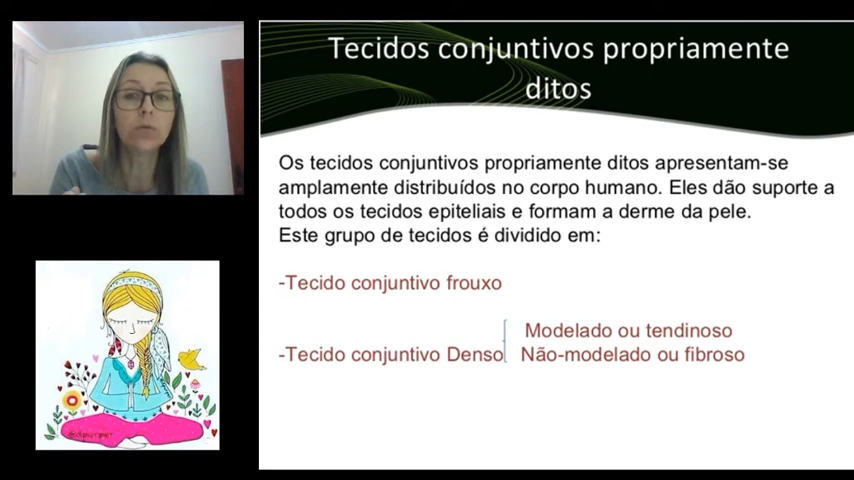 Tecidos conjuntivos propriamente
ditos
Os tecidos conjuntivos propriamente ditos apresentam-se
amplamente distribuídos no corpo humano. Eles dão suporte a
todos os tecidos epiteliais e formam a derme da pele.
Este grupo de tecidos é dividido em:
-Tecido conjuntivo frouxo
Modelado ou tendinoso
-Tecido conjuntivo Denso Não-modelado ou fibroso